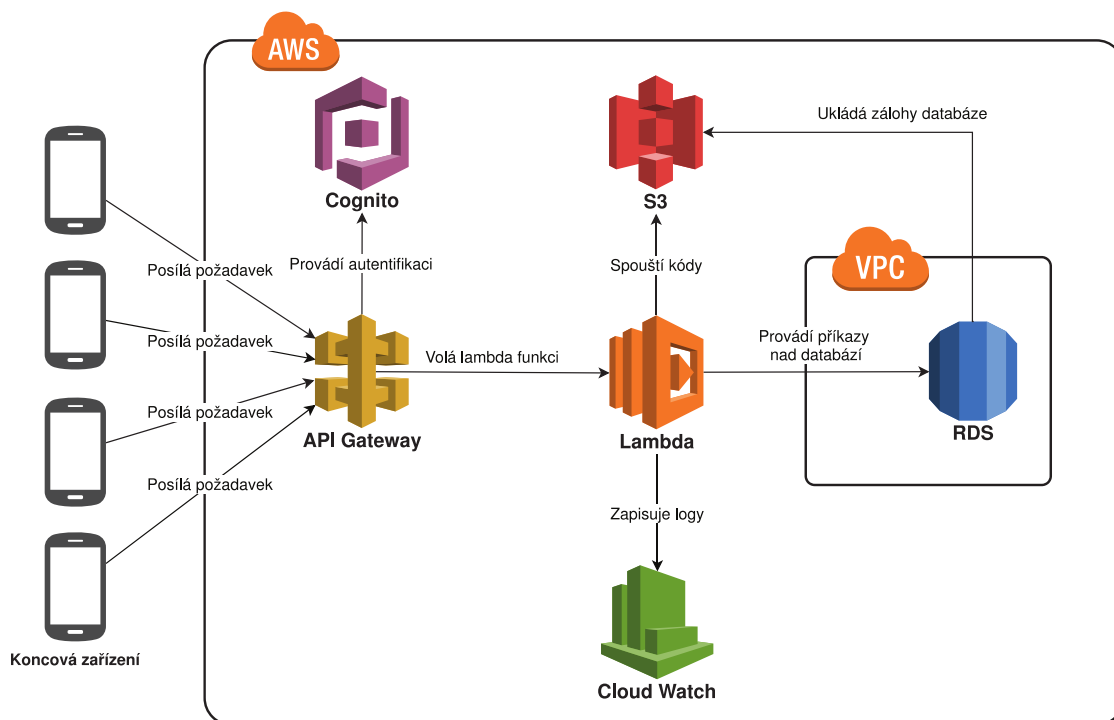 AWS
Cognito
S3
Ukládá zálohy databáze
Posílá požadavek
Provádí autentifikaci
Spouští kódy
VPC
Posílá požadavek
Volá lambda funkci
Provádí příkazy
nad databází
Posílá požadavek
API Gateway
Lambda
RDS
Posílá požadavek
Zapisuje logy
Koncová zařízení
Cloud Watch